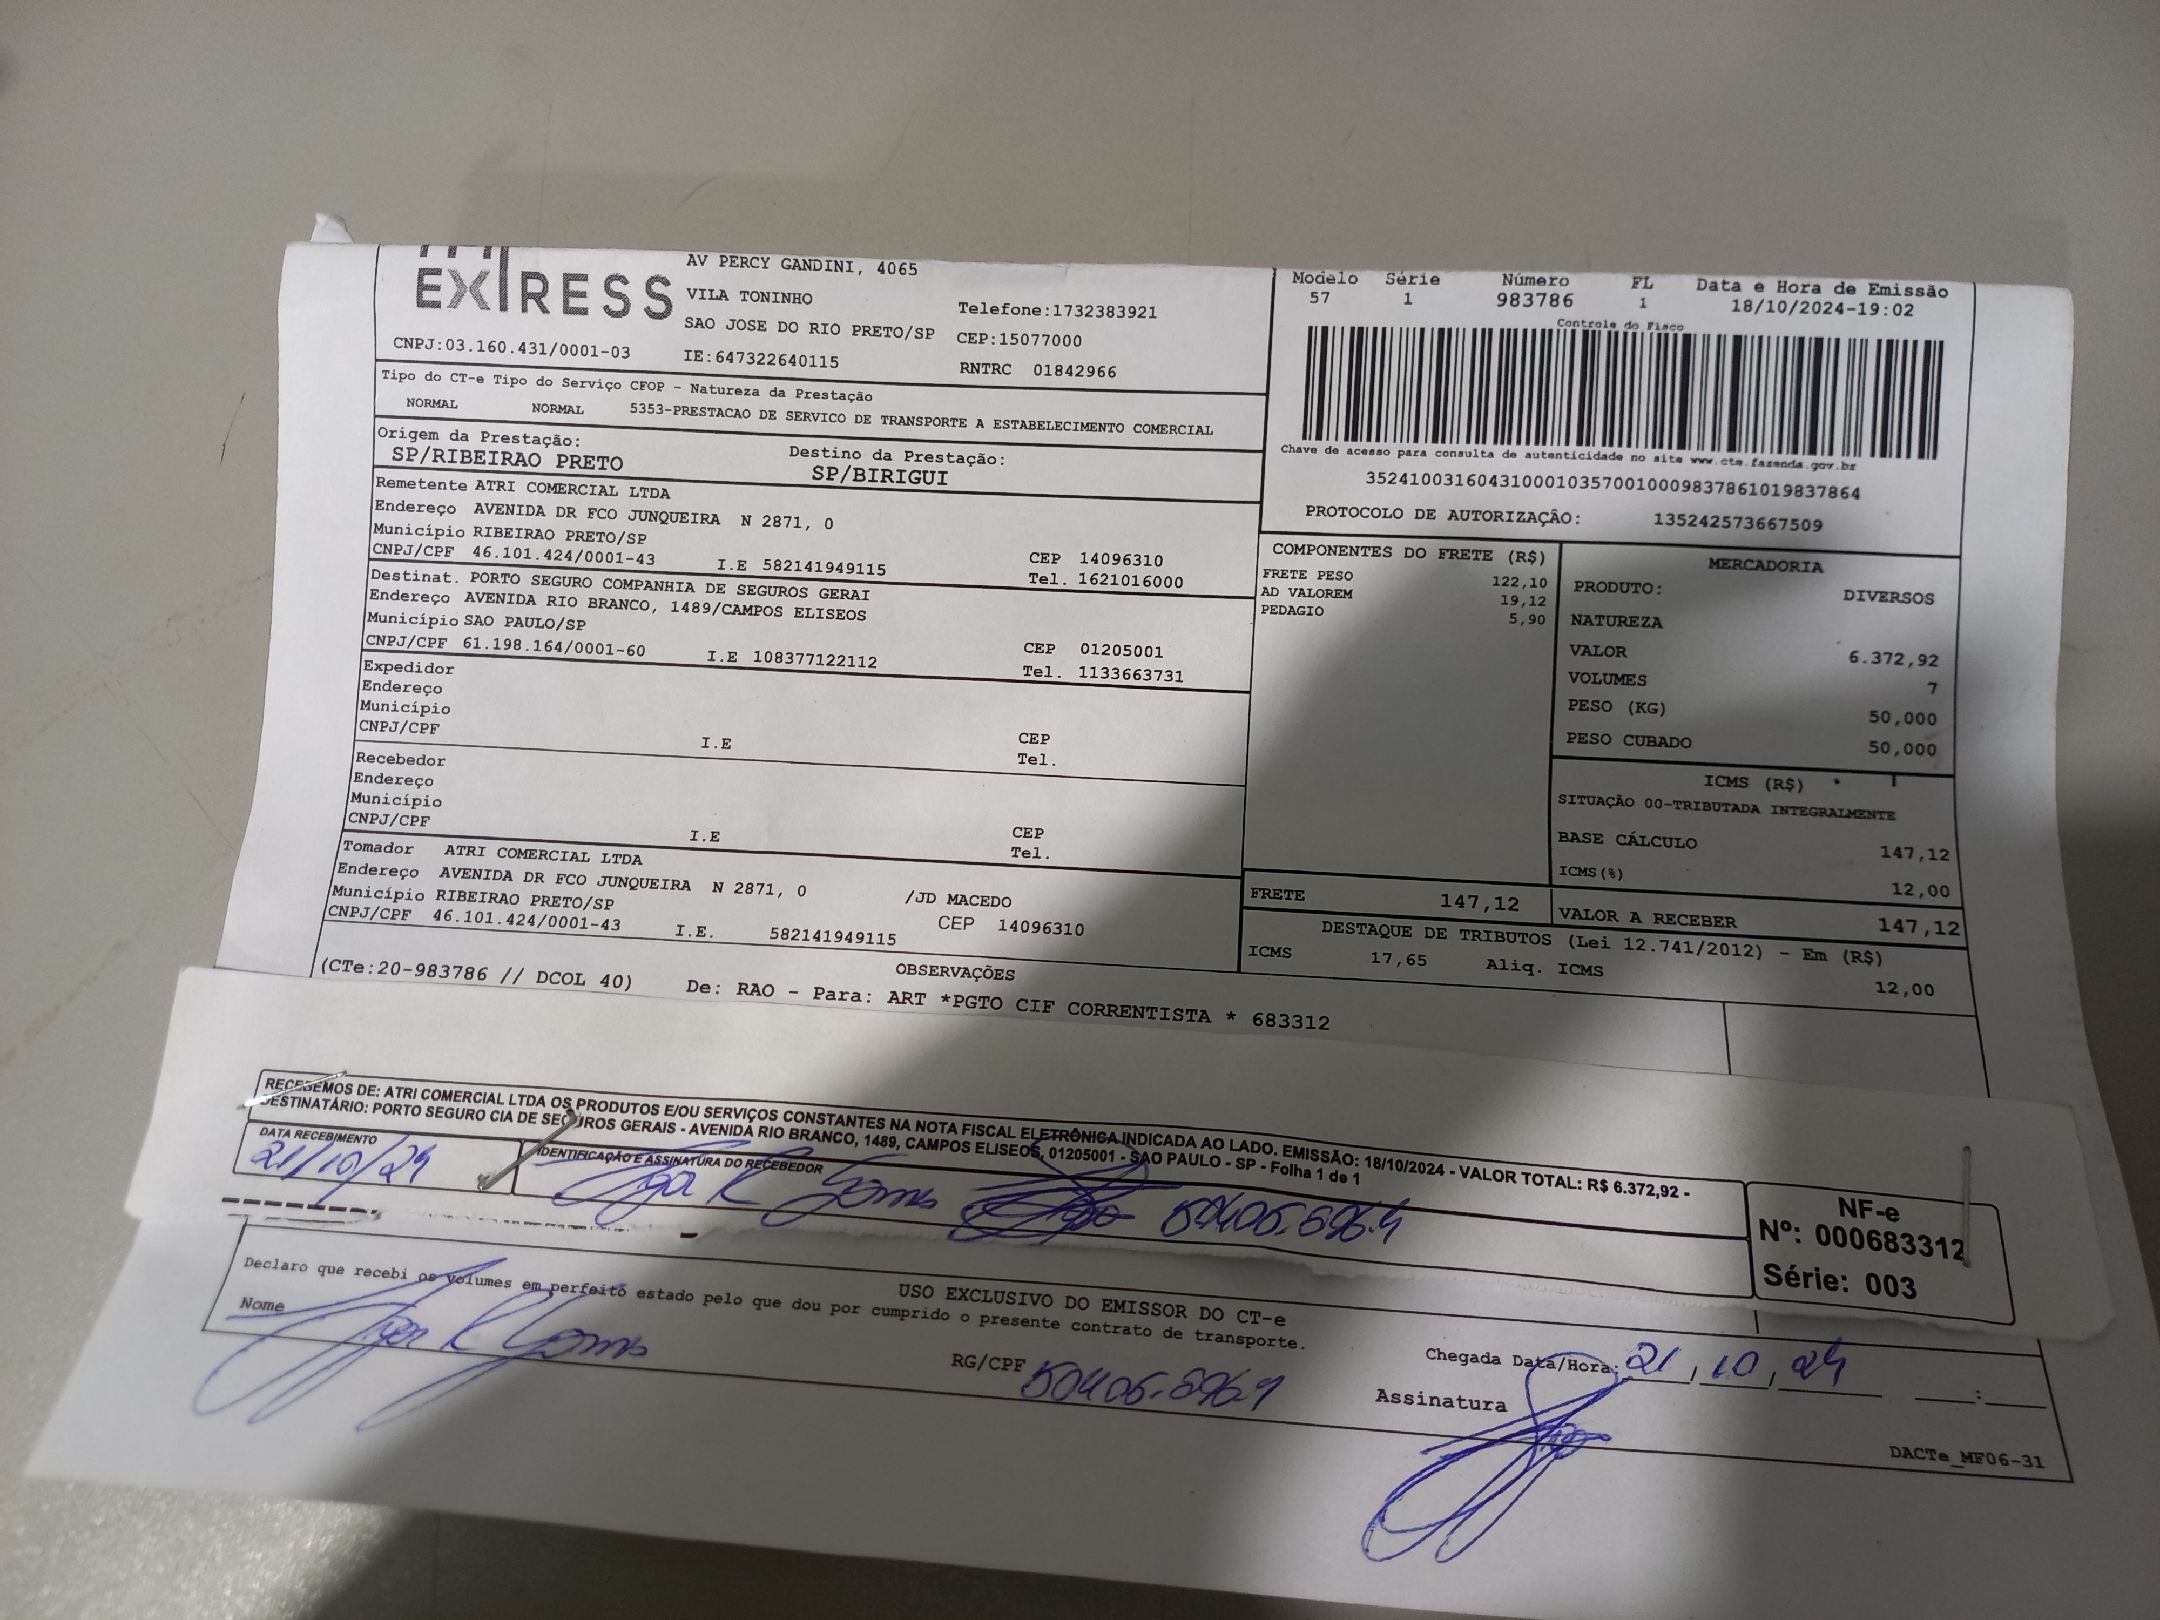 EXPRESS
AV PERCY GANDINI, 4065
VILA TONINHO
SAO JOSE DO RIO PRETO/SP
Telefone:1732383921
CEP:15077000
CNPJ:03.160.431/0001-03
IE:647322640115
RNTRC 01842966
Tipo do CT-e Tipo do Serviço CFOP - Natureza da Prestação
NORMAL NORMAL 5353-PRESTACAO DE SERVICO DE TRANSPORTE A ESTABELECIMENTO COMERCIAL
Origem da Prestação: Destino da Prestação:
SP/RIBEIRAO PRETO SP/BIRIGUI
Remetente ATRI COMERCIAL LTDA
Endereço AVENIDA DR FCO JUNQUEIRA N 2871, 0
Município RIBEIRAO PRETO/SP CEP 14096310
CNPJ/CPF 46.101.424/0001-43 I.E 582141949115 Tel. 1621016000
Destinat. PORTO SEGURO COMPANHIA DE SEGUROS GERAI
Endereço AVENIDA RIO BRANCO, 1489/CAMPOS ELISEOS
Município SAO PAULO/SP CEP 01205001
CNPJ/CPF 61.198.164/0001-60 I.E 108377122112 Tel. 1133663731
Expedidor
Endereço
Município CEP
CNPJ/CPF I.E Tel.
Recebedor
Endereço
Município CEP
CNPJ/CPF I.E Tel.
Tomador ATRI COMERCIAL LTDA
Endereço AVENIDA DR FCO JUNQUEIRA N 2871, 0 /JD MACEDO
Município RIBEIRAO PRETO/SP CEP 14096310
CNPJ/CPF 46.101.424/0001-43 I.E. 582141949115
Modelo Série Número FL Data e Hora de Emissão
57 1 983786 1 18/10/2024-19:02
Controle do Fisco
Chave de acesso para consulta de autenticidade no site www.cte.fazenda.gov.br
35241003160431000103570010009837861019837864
PROTOCOLO DE AUTORIZAÇÃO: 135242573667509
COMPONENTES DO FRETE (R$)
FRETE PESO 122,10
AD VALOREM 19,12
PEDAGIO 5,90
MERCADORIA
PRODUTO: DIVERSOS
NATUREZA
VALOR 6.372,92
VOLUMES 7
PESO (KG) 50,000
PESO CUBADO 50,000
ICMS (R$)
SITUAÇÃO 00-TRIBUTADA INTEGRALMENTE
BASE CÁLCULO 147,12
ICMS(%) 12,00
FRETE 147,12 VALOR A RECEBER 147,12
DESTAQUE DE TRIBUTOS (Lei 12.741/2012) - Em (R$)
ICMS 17,65 Aliq. ICMS 12,00
OBSERVAÇÕES
(CTe:20-983786 // DCOL 40) De: RAO - Para: ART *PGTO CIF CORRENTISTA * 683312
RECEBEMOS DE: ATRI COMERCIAL LTDA OS PRODUTOS E/OU SERVIÇOS CONSTANTES NA NOTA FISCAL ELETRÔNICA INDICADA AO LADO. EMISSÃO: 18/10/2024 - VALOR TOTAL: R$ 6.372,92 -
DESTINATÁRIO: PORTO SEGURO CIA DE SEGUROS GERAIS - AVENIDA RIO BRANCO, 1489, CAMPOS ELISEOS, 01205001 - SAO PAULO - SP - Folha 1 de 1
DATA RECEBIMENTO IDENTIFICAÇÃO E ASSINATURA DO RECEBEDOR
21/10/24
NF-e
Nº: 000683312
Série: 003
USO EXCLUSIVO DO EMISSOR DO CT-e
Declaro que recebi os volumes em perfeito estado pelo que dou por cumprido o presente contrato de transporte.
Nome RG/CPF Chegada Data/Hora: 21, 10, 24 :
Assinatura
DACTe_MF06-31